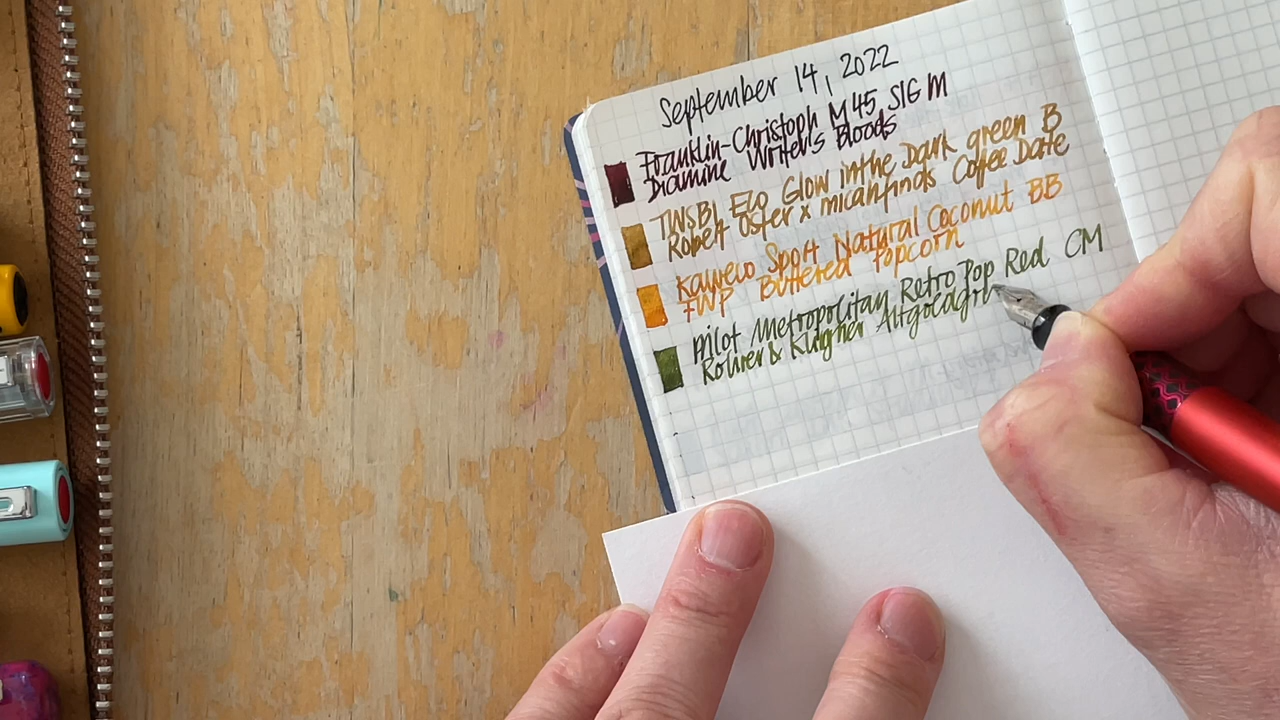 September 14, 2022
Franklin-Christoph M45 SIG M
Diamine Writer's Bloods
TWSBI Eco Glow in the Dark green B
Robert Oster x micahfinds Coffee Date
Kaweco Sport Natural Coconut BB
FWP Buttered Popcorn
Pilot Metropolitan Retro Pop Red CM
Rohrer & Klingner